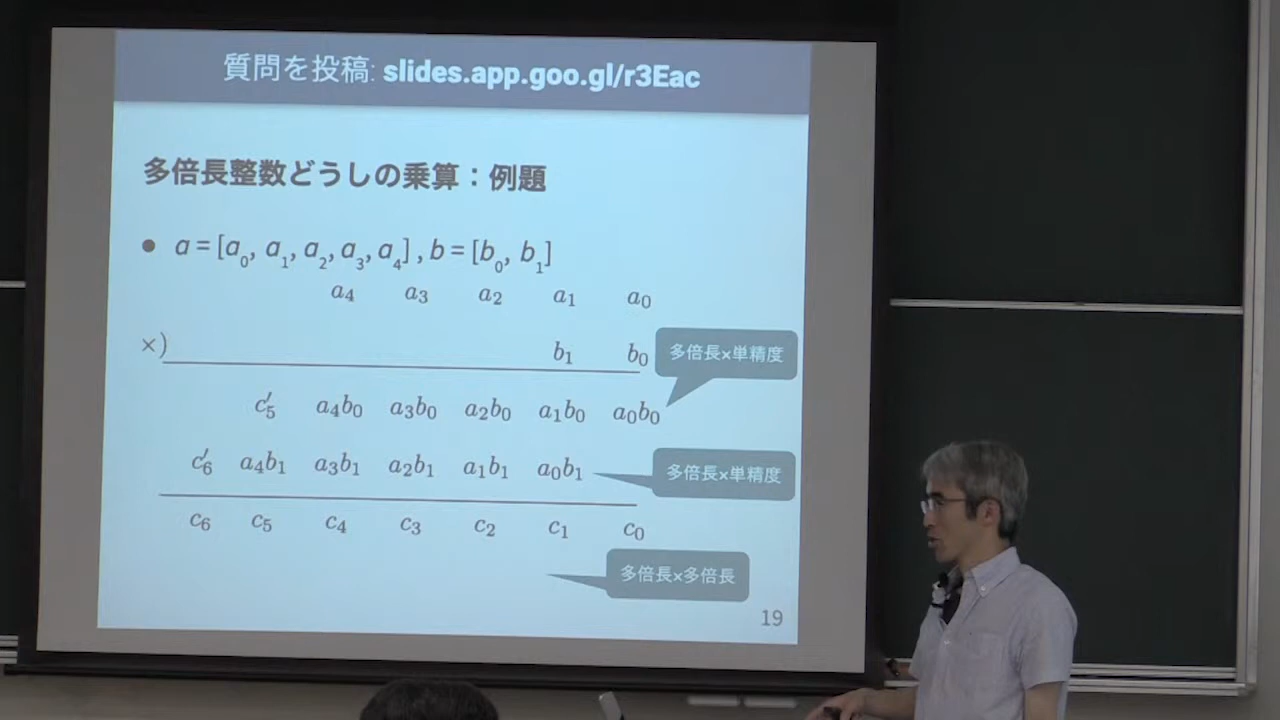 質問を投稿: slides.app.goo.gl/r3Eac
多倍長整数どうしの乗算：例題
● a = [a₀, a₁, a₂, a₃, a₄] , b = [b₀, b₁]
a₄ a₃ a₂ a₁ a₀
×) b₁ b₀
多倍長×単精度
c′₅ a₄b₀ a₃b₀ a₂b₀ a₁b₀ a₀b₀
c′₆ a₄b₁ a₃b₁ a₂b₁ a₁b₁ a₀b₁
多倍長×単精度
c₆ c₅ c₄ c₃ c₂ c₁ c₀
多倍長×多倍長
19